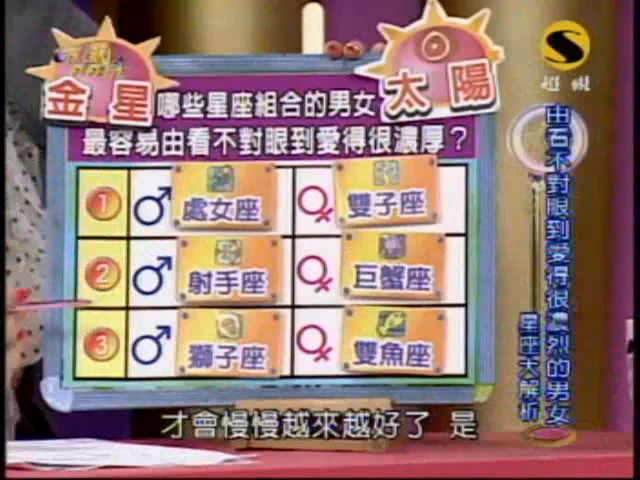 金星
太陽
哪些星座組合的男女
最容易由看不對眼到愛得很濃厚？
1 ♂ 處女座 ♀ 雙子座
2 ♂ 射手座 ♀ 巨蟹座
3 ♂ 獅子座 ♀ 雙魚座
才會慢慢越來越好了 是
超視
由看不對眼到愛得很濃烈的男女
星座大解析